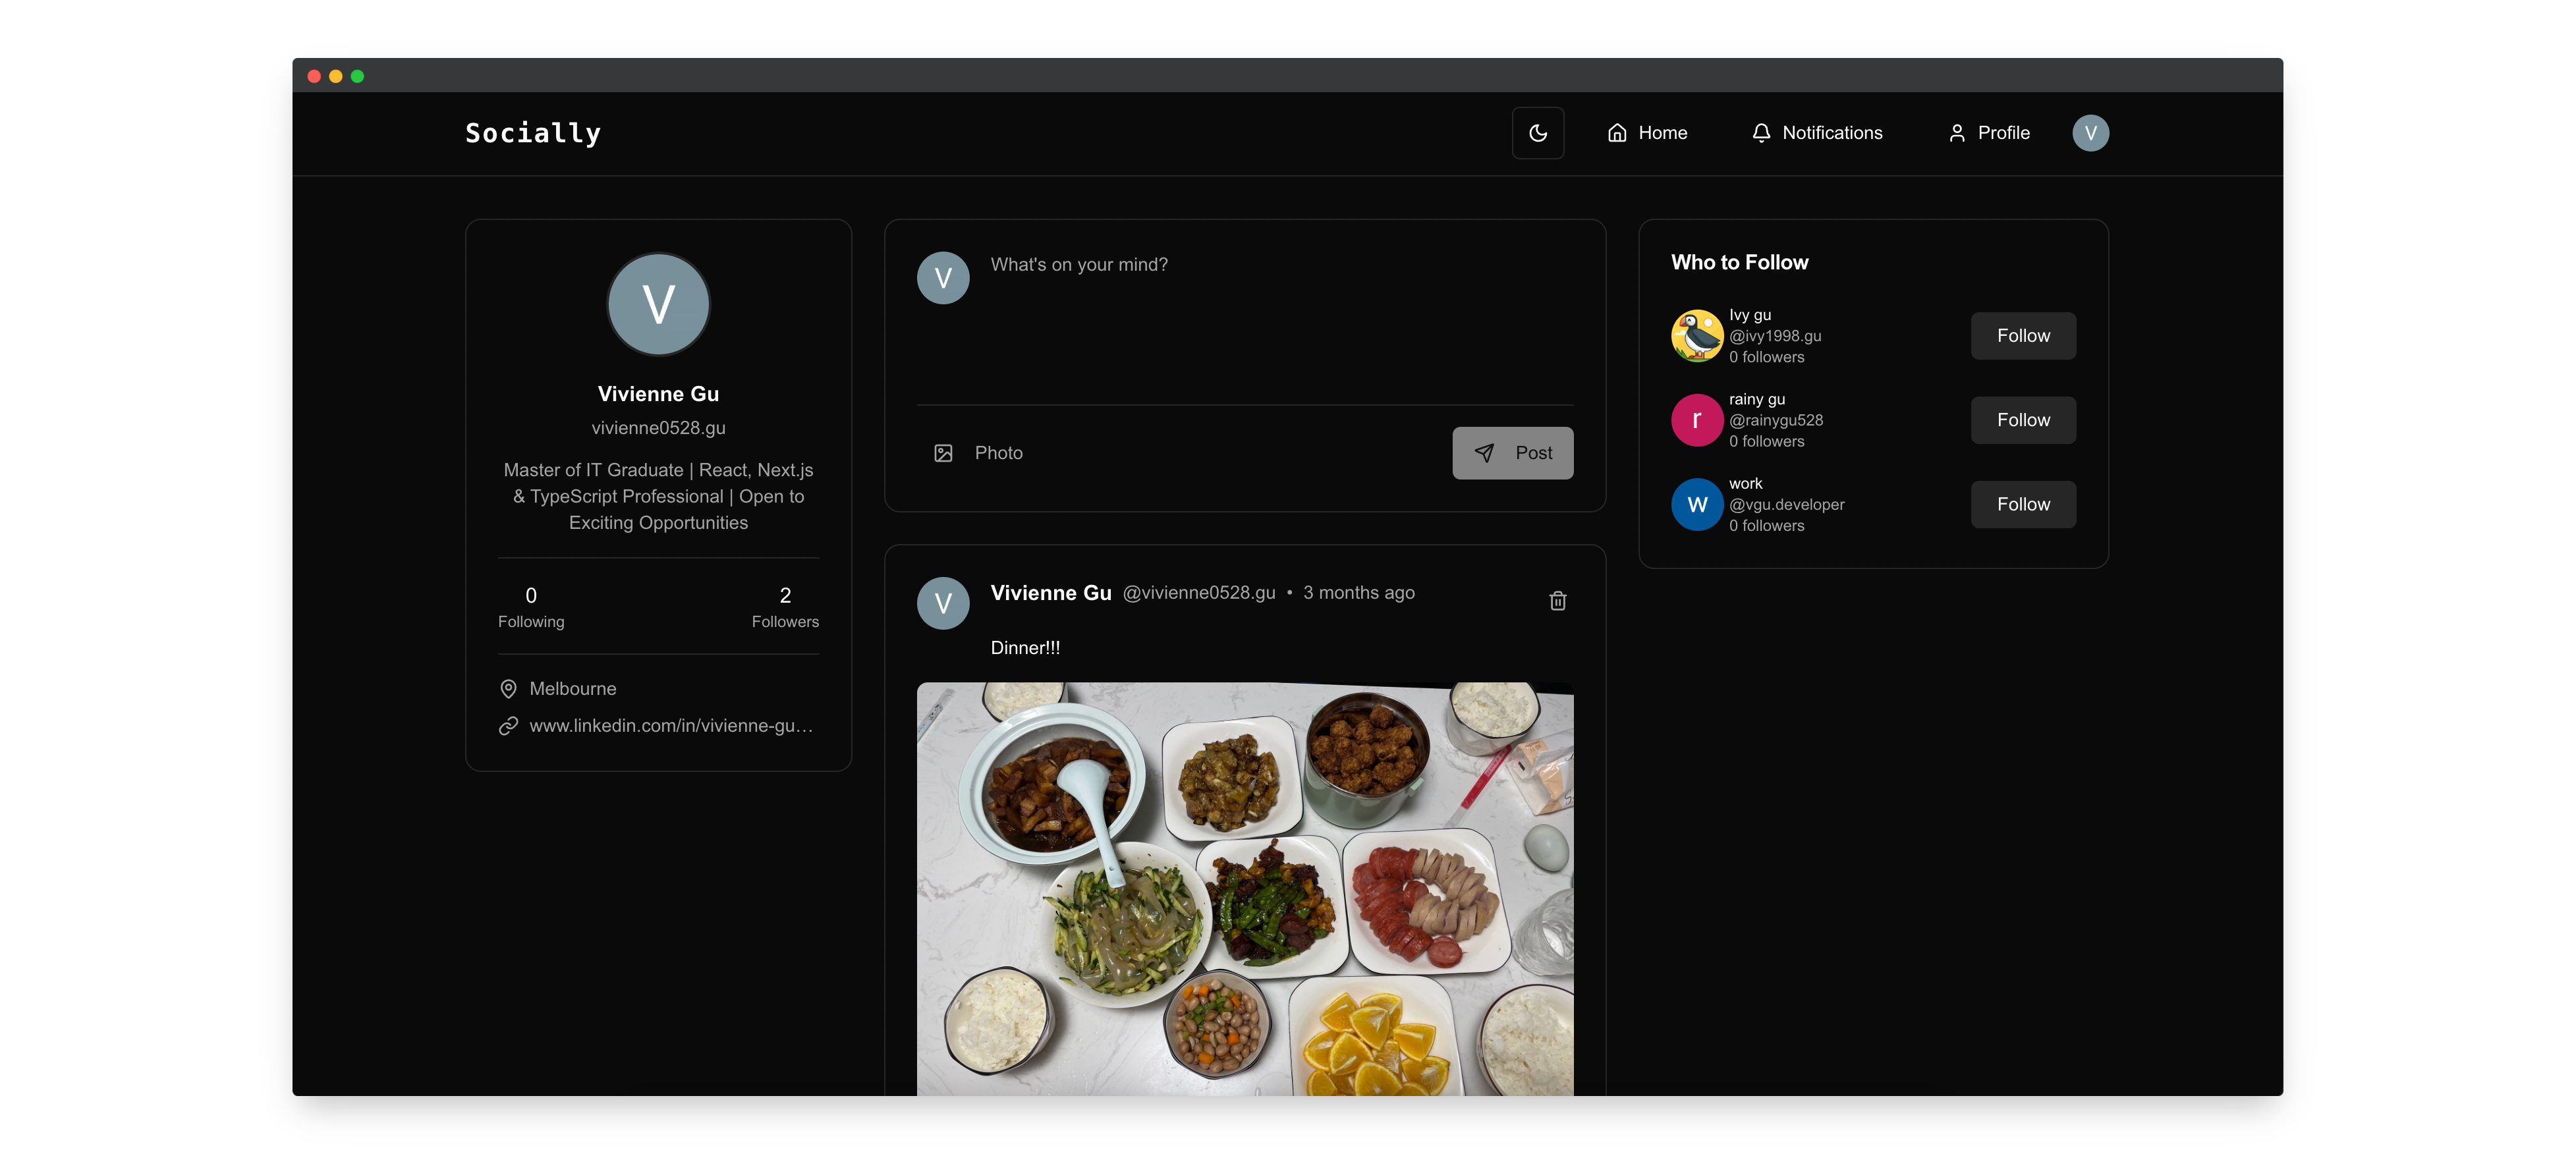 Socially
Home
Notifications
Profile
V
V
Vivienne Gu
vivienne0528.gu
Master of IT Graduate | React, Next.js
& TypeScript Professional | Open to
Exciting Opportunities
0
Following
2
Followers
Melbourne
www.linkedin.com/in/vivienne-gu...
V
What's on your mind?
Photo
Post
V
Vivienne Gu @vivienne0528.gu • 3 months ago
Dinner!!!
Who to Follow
Ivy gu
@ivy1998.gu
0 followers
Follow
r
rainy gu
@rainygu528
0 followers
Follow
w
work
@vgu.developer
0 followers
Follow